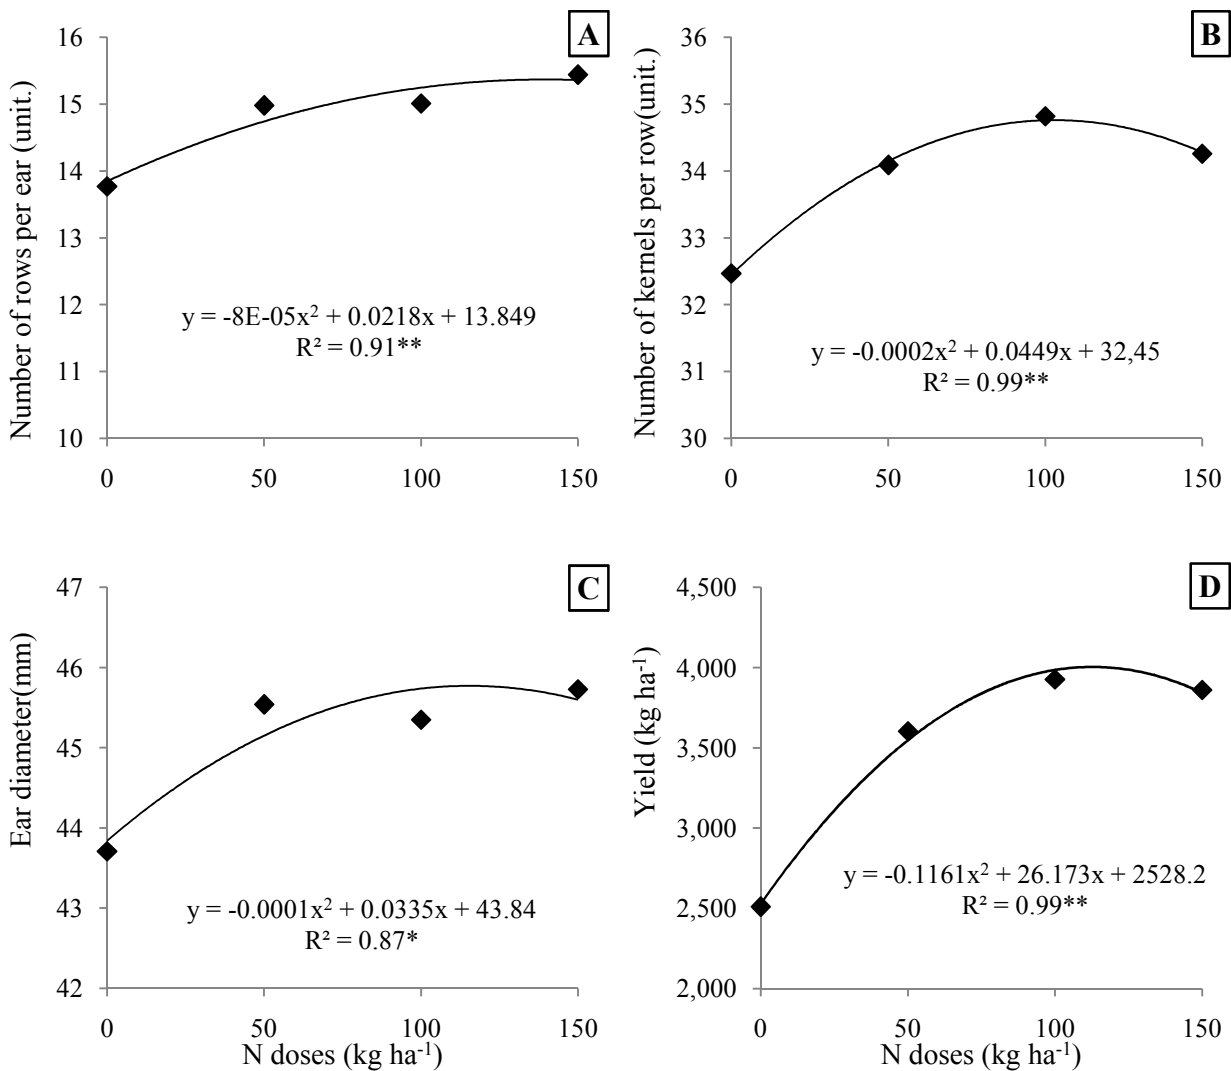 A
Number of rows per ear (unit.)
16
15
14
13
12
11
10
y = -8E-05x² + 0.0218x + 13.849
R² = 0.91**
0 50 100 150
B
Number of kernels per row(unit.)
36
35
34
33
32
31
30
y = -0.0002x² + 0.0449x + 32,45
R² = 0.99**
0 50 100 150
C
Ear diameter(mm
47
46
45
44
43
42
y = -0.0001x² + 0.0335x + 43.84
R² = 0.87*
0 50 100 150
N doses (kg ha⁻¹)
D
Yield (kg ha⁻¹)
4,500
4,000
3,500
3,000
2,500
2,000
y = -0.1161x² + 26.173x + 2528.2
R² = 0.99**
0 50 100 150
N doses (kg ha⁻¹)